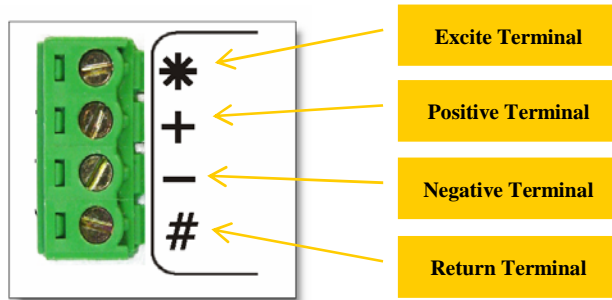 * Excite Terminal
+ Positive Terminal
− Negative Terminal
# Return Terminal